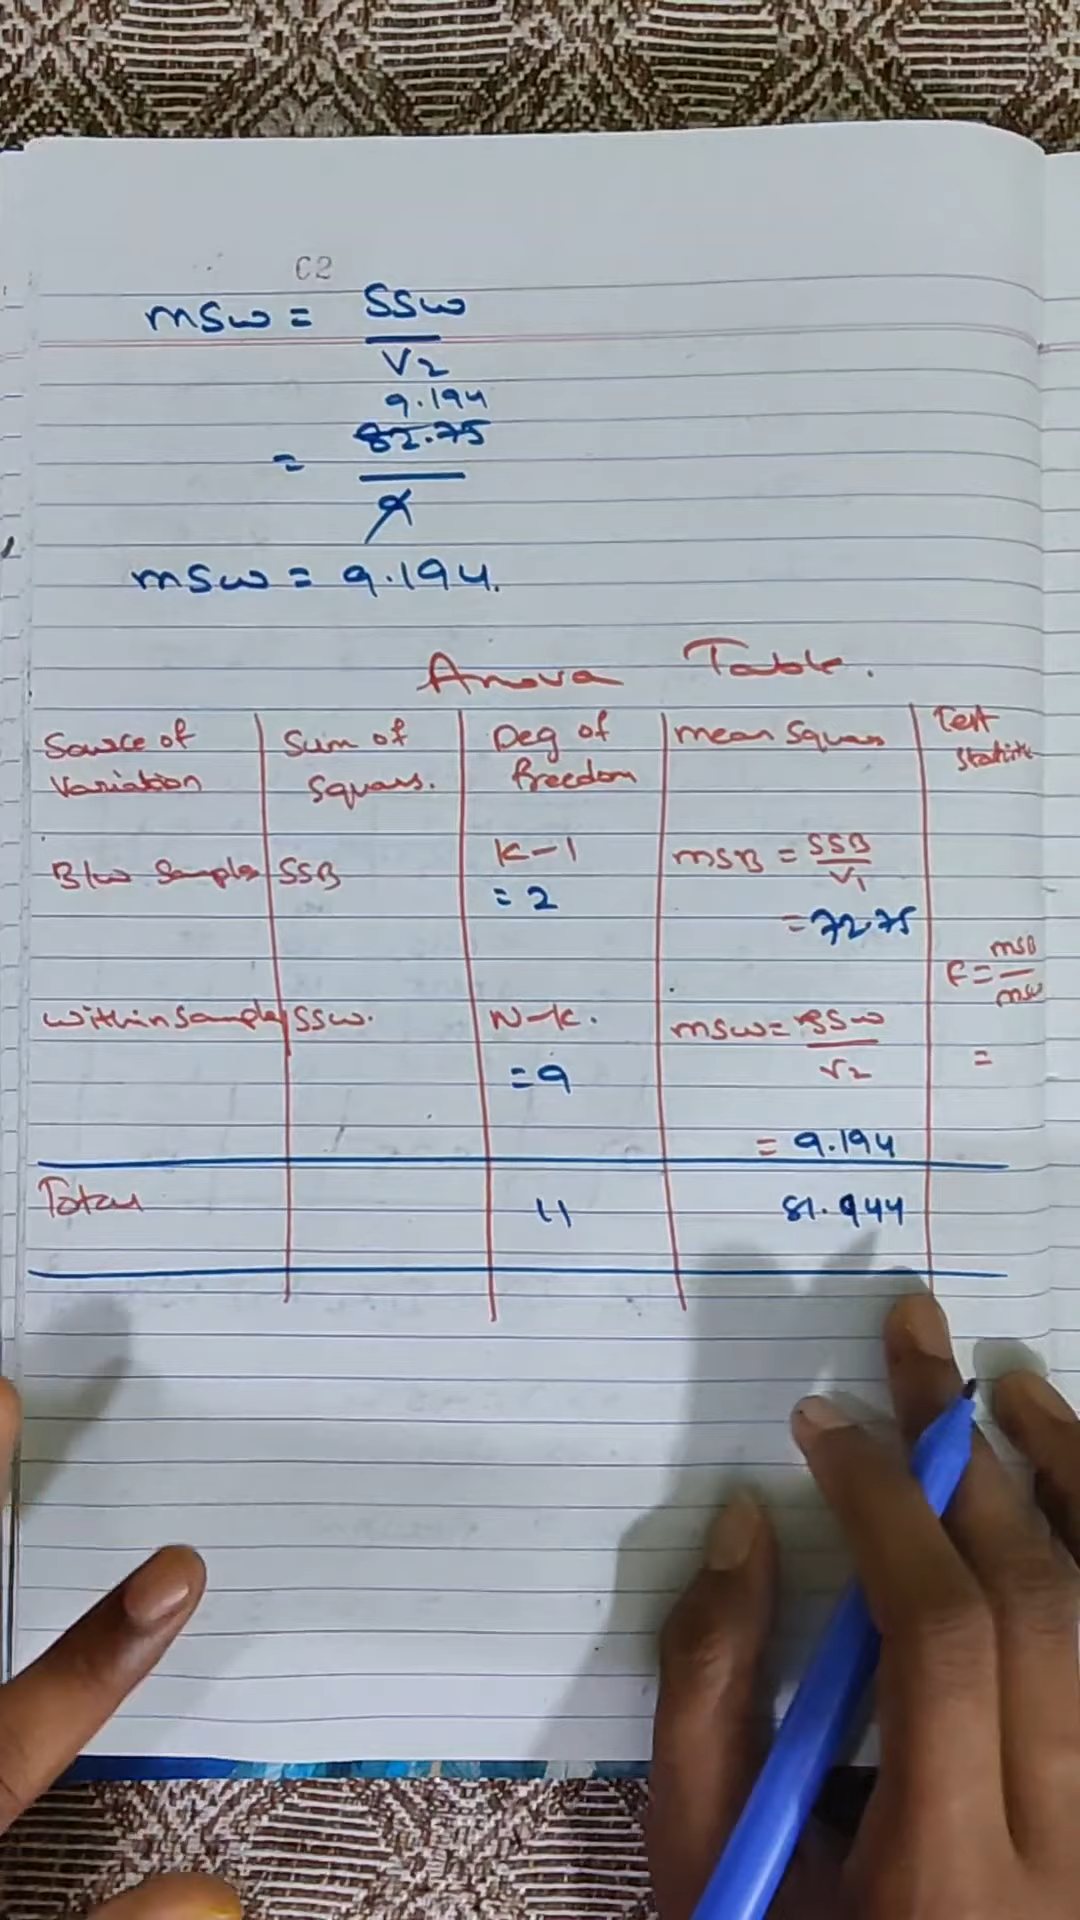 C2
MSW = SSW
V2
9.194
= 82.75
9
MSW = 9.194.
Anova Table.
Source of Variation
Sum of Squares.
Deg of freedom
Mean Squares
Test
B/w Samples
SSB
K-1
= 2
MSB = SSB
V1
= 72.75
F = MSB
MSW
=
Within Samples
SSW.
N-K.
= 9
MSW = SSW
V2
= 9.194
Total
11
81.944